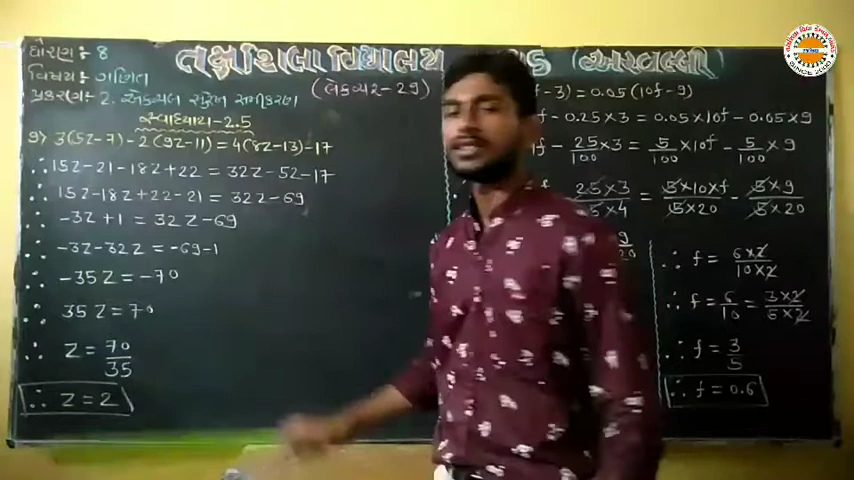 ધોરણ :- 8
વિષય :- ગણિત
પ્રકરણ :- 2. એકચલ સુરેખ સમીકરણ
તક્ષશિલા વિદ્યાલય
(અરવલ્લી)
(લેક્ચર-29)
સ્વાધ્યાય-2.5
9> 3(5z-7)-2(9z-11)=4(8z-13)-17
∴ 15z-21-18z+22=32z-52-17
∴ 15z-18z+22-21=32z-69
∴ -3z+1=32z-69
∴ -3z-32z=-69-1
∴ -35z=-70
∴ 35z=70
∴ z=70/35
∴ z=2
f-3)=0.05(10f-9)
f-0.25×3=0.05×10f-0.05×9
f-25/100×3=5/100×10f-5/100×9
25×3/25×4=5×10×f/5×20-5×9/5×20
∴ f=6×2/10×2
∴ f=6/10=3×2/5×2
∴ f=3/5
∴ f=0.6